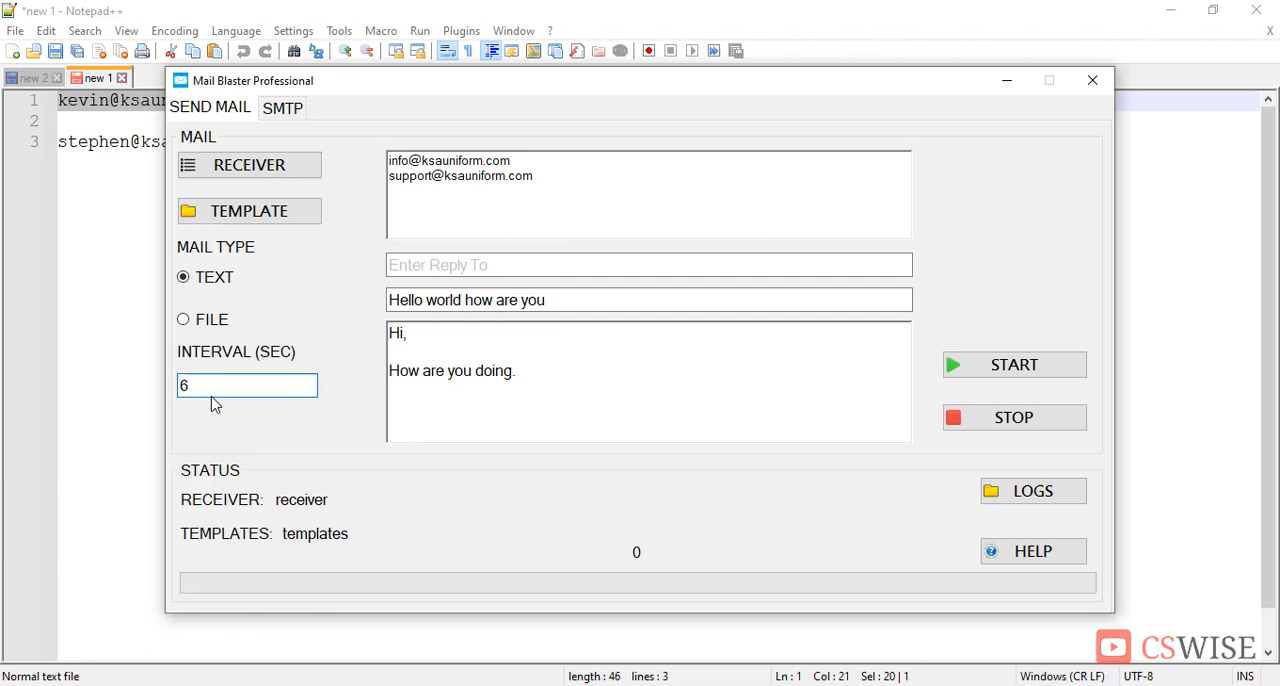 *new 1 - Notepad++
File Edit Search View Encoding Language Settings Tools Macro Run Plugins Window ? X
new 2 new 1
Mail Blaster Professional
1 kevin@ksau
2
3 stephen@ksa
SEND MAIL SMTP
MAIL
RECEIVER
info@ksauniform.com
support@ksauniform.com
TEMPLATE
MAIL TYPE
Enter Reply To
TEXT
Hello world how are you
FILE
Hi,
INTERVAL (SEC)
START
How are you doing.
6
STOP
STATUS
LOGS
RECEIVER: receiver
TEMPLATES: templates
0
HELP
CSWISE
Normal text file length : 46 lines : 3 Ln : 1 Col : 21 Sel : 20 | 1 Windows (CR LF) UTF-8 INS